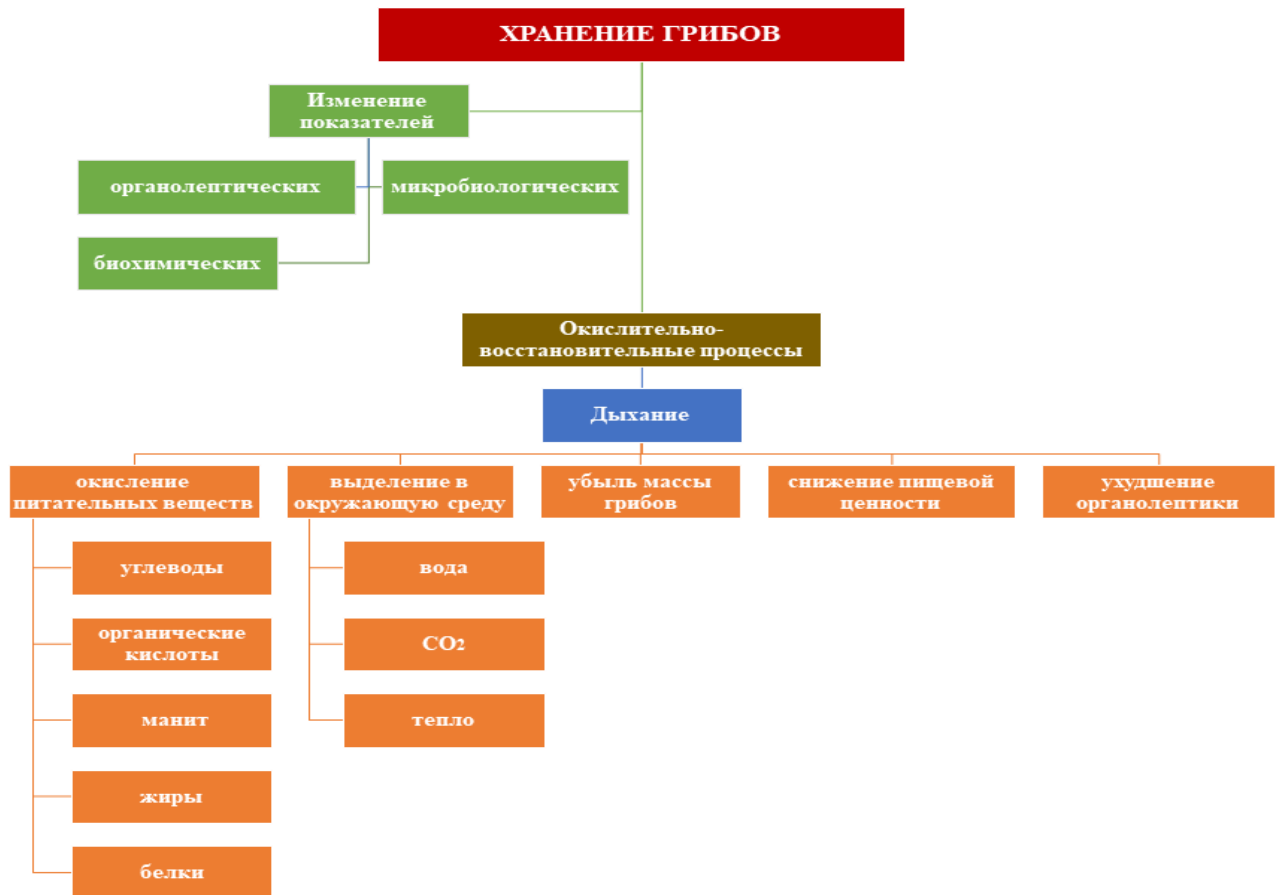 ХРАНЕНИЕ ГРИБОВ
Изменение
показателей
органолептических
микробиологических
биохимических
Окислительно-
восстановительные процессы
Дыхание
окисление
питательных веществ
выделение в
окружающую среду
убыль массы
грибов
снижение пищевой
ценности
ухудшение
органолептики
углеводы
органические
кислоты
манит
жиры
белки
вода
СО2
тепло